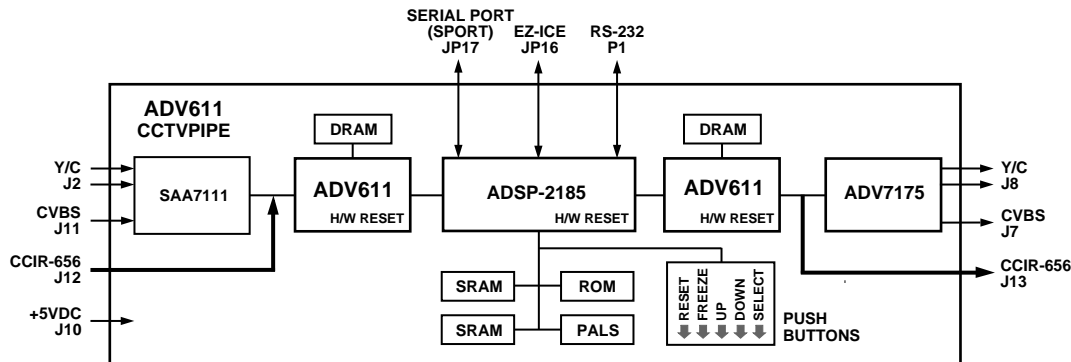 SERIAL PORT
(SPORT)
JP17
EZ-ICE
JP16
RS-232
P1
ADV611
CCTVPIPE
DRAM
DRAM
Y/C
J2
CVBS
J11
CCIR-656
J12
+5VDC
J10
SAA7111
ADV611
H/W RESET
ADSP-2185
H/W RESET
ADV611
H/W RESET
ADV7175
Y/C
J8
CVBS
J7
CCIR-656
J13
SRAM
ROM
SRAM
PALS
RESET
FREEZE
UP
DOWN
SELECT
PUSH
BUTTONS